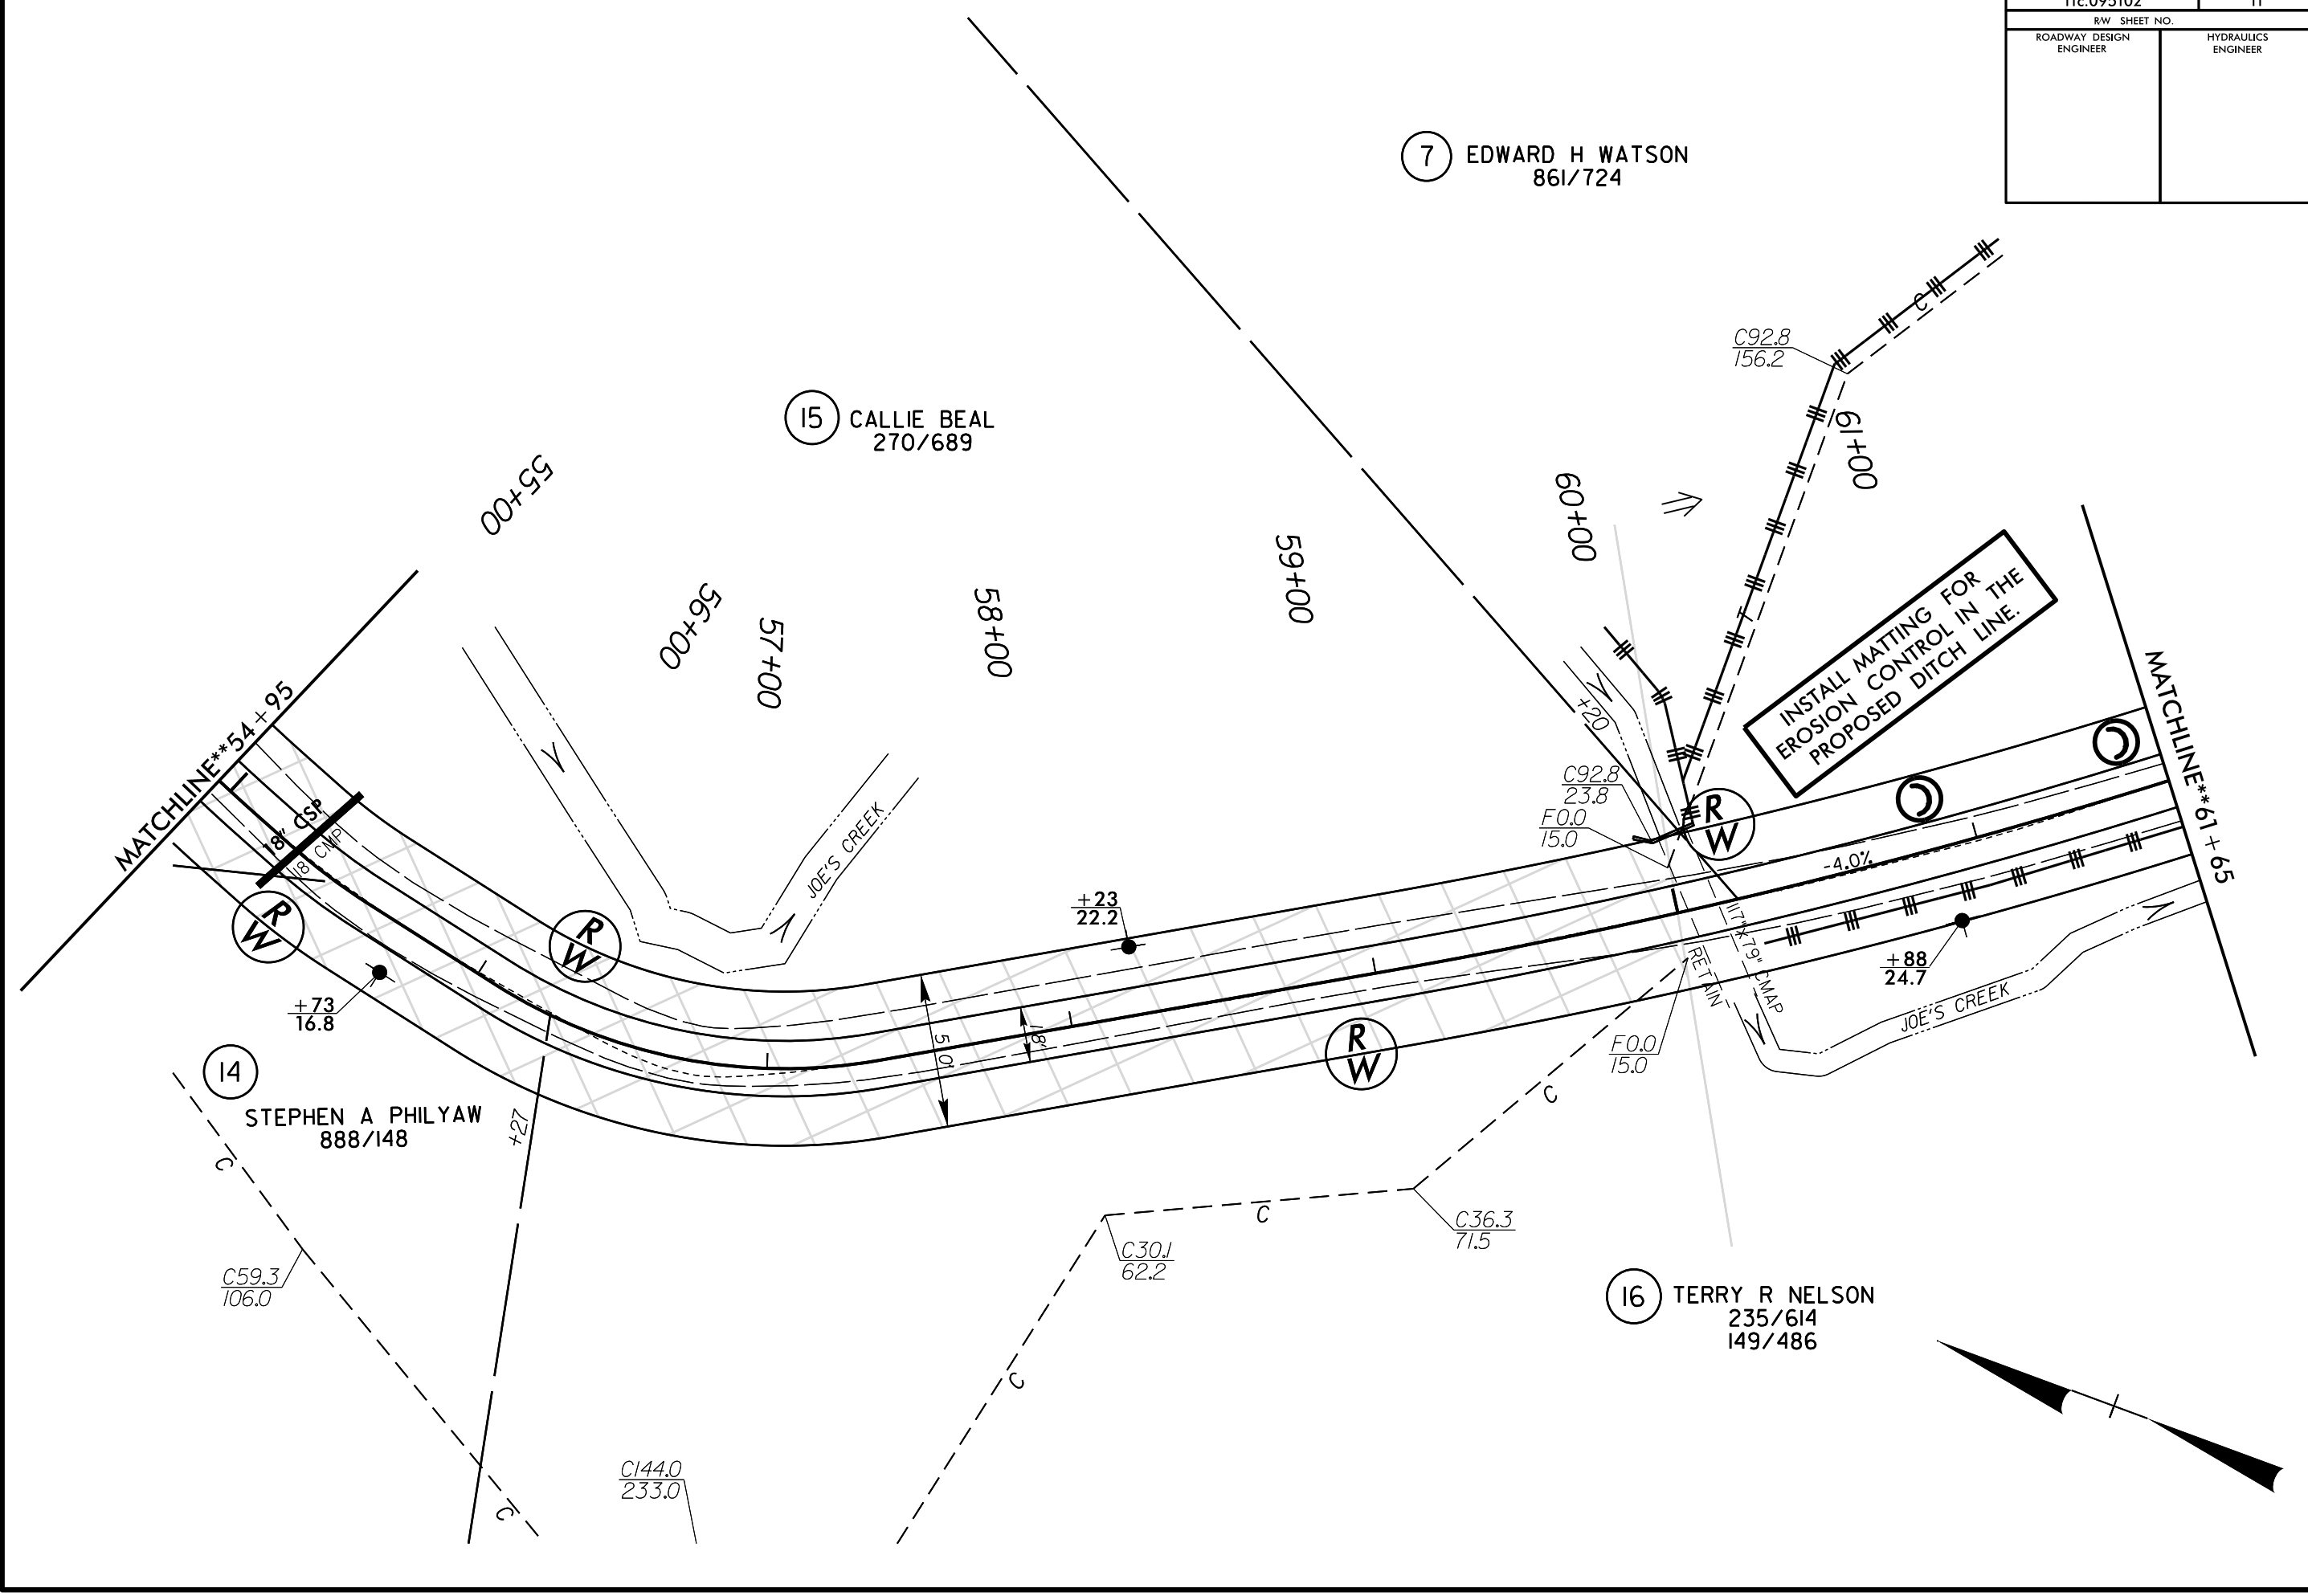 11C.095102 11
RW SHEET NO.
ROADWAY DESIGN
ENGINEER
HYDRAULICS
ENGINEER
7 EDWARD H WATSON
861/724
C
C92.8
156.2
15 CALLIE BEAL
270/689
61+00
55+00
60+00
59+00
56+00
57+00
58+00
INSTALL MATTING FOR
EROSION CONTROL IN THE
PROPOSED DITCH LINE.
T
MATCHLINE**54+95
MATCHLINE**61+65
+20
C92.8
23.8
F0.0
15.0
R
W
18" CSP
18" CMP
JOE'S CREEK
-4.0%
R
W
R
W
+23
22.2
117"X79" CMAP
RETAIN
+88
24.7
JOE'S CREEK
+73
16.8
50'
18'
R
W
F0.0
15.0
14
STEPHEN A PHILYAW
888/148
+27
C
C
C
C36.3
71.5
C30.1
62.2
C59.3
106.0
16 TERRY R NELSON
235/614
149/486
C
C144.0
233.0
C